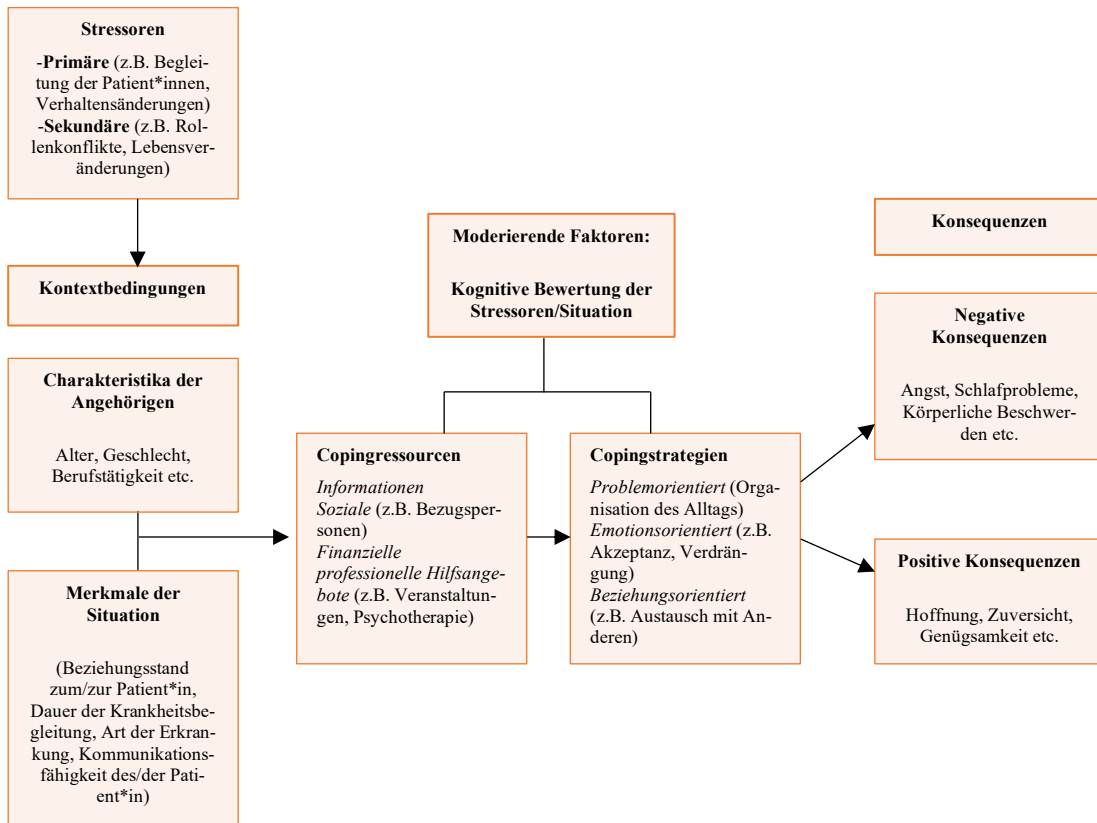 Stressoren
-Primäre (z.B. Beglei-
tung der Patient*innen,
Verhaltensänderungen)
-Sekundäre (z.B. Rol-
lenkonflikte, Lebensver-
änderungen)
Kontextbedingungen
Charakteristika der
Angehörigen
Alter, Geschlecht,
Berufstätigkeit etc.
Merkmale der
Situation
(Beziehungsstand
zum/zur Patient*in,
Dauer der Krankheitsbe-
gleitung, Art der Erkran-
kung, Kommunikations-
fähigkeit des/der Pati-
ent*in)
Moderierende Faktoren:
Kognitive Bewertung der
Stressoren/Situation
Copingressourcen
Informationen
Soziale (z.B. Bezugsper-
sonen)
Finanzielle
professionelle Hilfsange-
bote (z.B. Veranstaltun-
gen, Psychotherapie)
Copingstrategien
Problemorientiert (Orga-
nisation des Alltags)
Emotionsorientiert (z.B.
Akzeptanz, Verdrän-
gung)
Beziehungsorientiert
(z.B. Austausch mit An-
deren)
Konsequenzen
Negative
Konsequenzen
Angst, Schlafprobleme,
Körperliche Beschwer-
den etc.
Positive Konsequenzen
Hoffnung, Zuversicht,
Genügsamkeit etc.